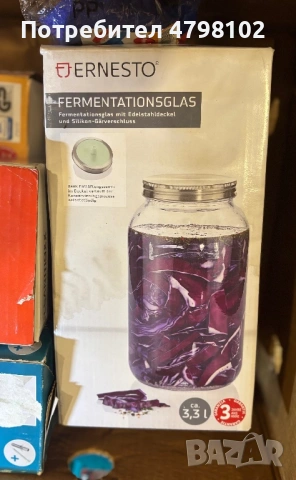 Потребител 4798102
ERNESTO®
FERMENTATIONSGLAS
Fermentationsglas mit Edelstahldeckel
und Silikon-Gärverschluss
ca.
3,3 l
3
BAZAR